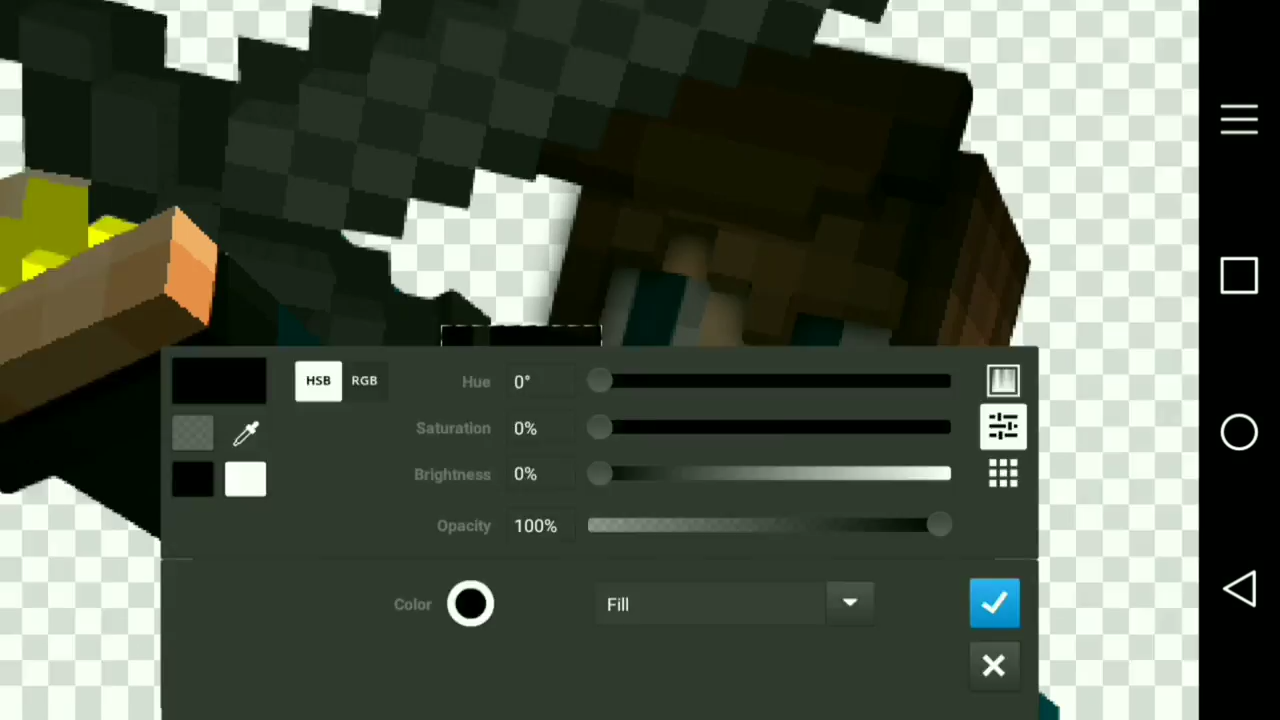 HSB RGB Hue 0°
Saturation 0%
Brightness 0%
Opacity 100%
Color Fill